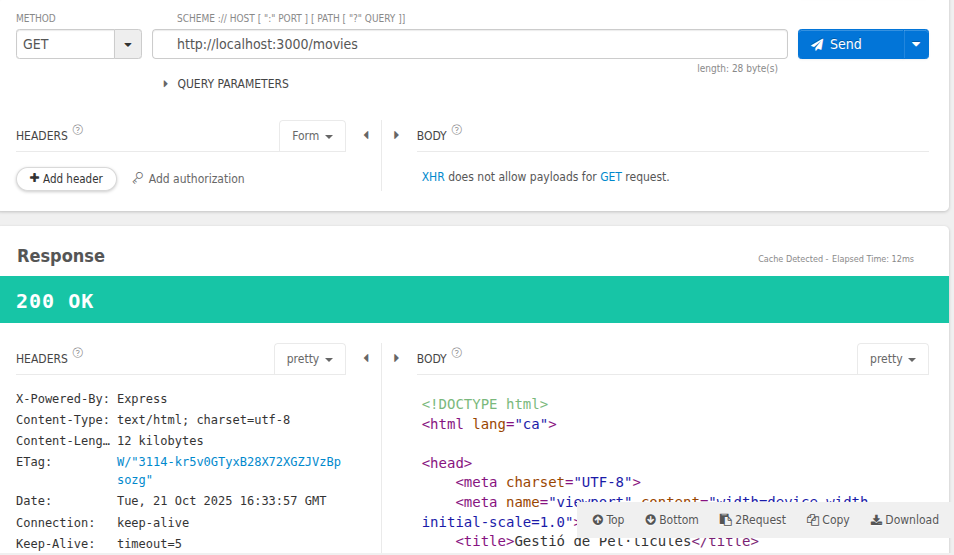 METHOD
SCHEME :// HOST [ ":" PORT ] [ PATH [ "?" QUERY ]]
GET
http://localhost:3000/movies
Send
length: 28 byte(s)
QUERY PARAMETERS
HEADERS ?
Form
BODY ?
+ Add header
Add authorization
XHR does not allow payloads for GET request.
Response
Cache Detected - Elapsed Time: 12ms
200 OK
HEADERS ?
pretty
BODY ?
pretty
X-Powered-By: Express
Content-Type: text/html; charset=utf-8
Content-Leng… 12 kilobytes
ETag: W/"3114-kr5v0GTyxB28X72XGZJVzBp
sozg"
Date: Tue, 21 Oct 2025 16:33:57 GMT
Connection: keep-alive
Keep-Alive: timeout=5
<!DOCTYPE html>
<html lang="ca">
<head>
<meta charset="UTF-8">
<meta name="viewport" content="width=device-width,
initial-scale=1.0">
<title>Gestió de Pel·lícules</title>
Top
Bottom
2Request
Copy
Download